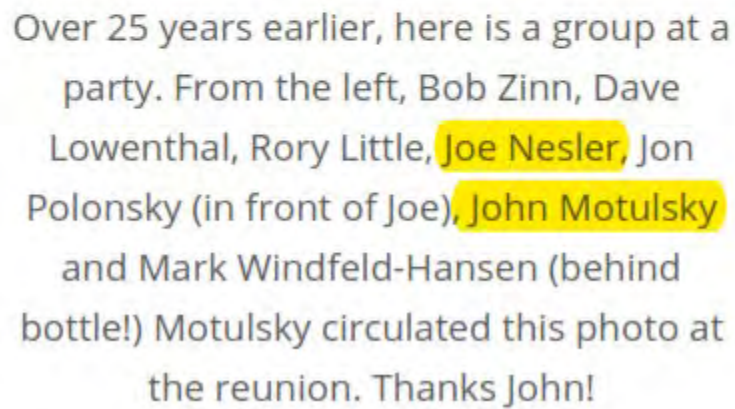 Over 25 years earlier, here is a group at a
party. From the left, Bob Zinn, Dave
Lowenthal, Rory Little, Joe Nesler, Jon
Polonsky (in front of Joe), John Motulsky
and Mark Windfeld-Hansen (behind
bottle!) Motulsky circulated this photo at
the reunion. Thanks John!